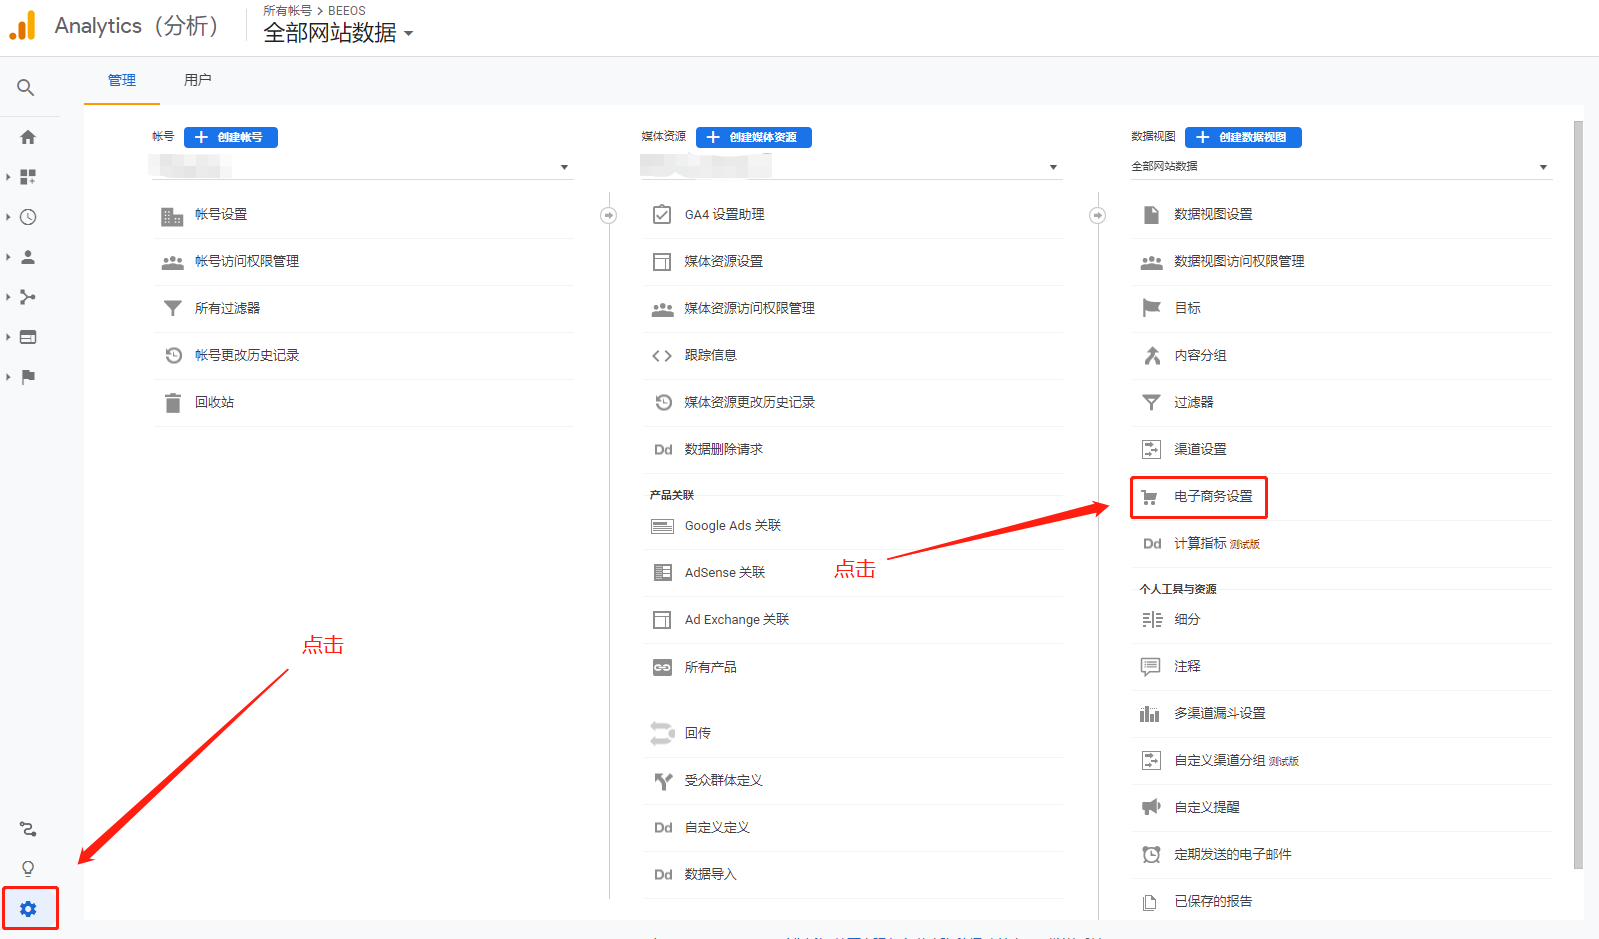 Analytics（分析）
所有帐号 > BEEOS
全部网站数据
管理
用户
帐号
创建帐号
帐号设置
帐号访问权限管理
所有过滤器
帐号更改历史记录
回收站
媒体资源
创建媒体资源
GA4 设置助理
媒体资源设置
媒体资源访问权限管理
跟踪信息
媒体资源更改历史记录
Dd 数据删除请求
产品关联
Google Ads 关联
AdSense 关联
Ad Exchange 关联
所有产品
回传
受众群体定义
Dd 自定义定义
Dd 数据导入
数据视图
创建数据视图
全部网站数据
数据视图设置
数据视图访问权限管理
目标
内容分组
过滤器
渠道设置
电子商务设置
Dd 计算指标 测试版
个人工具与资源
细分
注释
多渠道漏斗设置
自定义渠道分组 测试版
自定义提醒
定期发送的电子邮件
已保存的报告
点击
点击